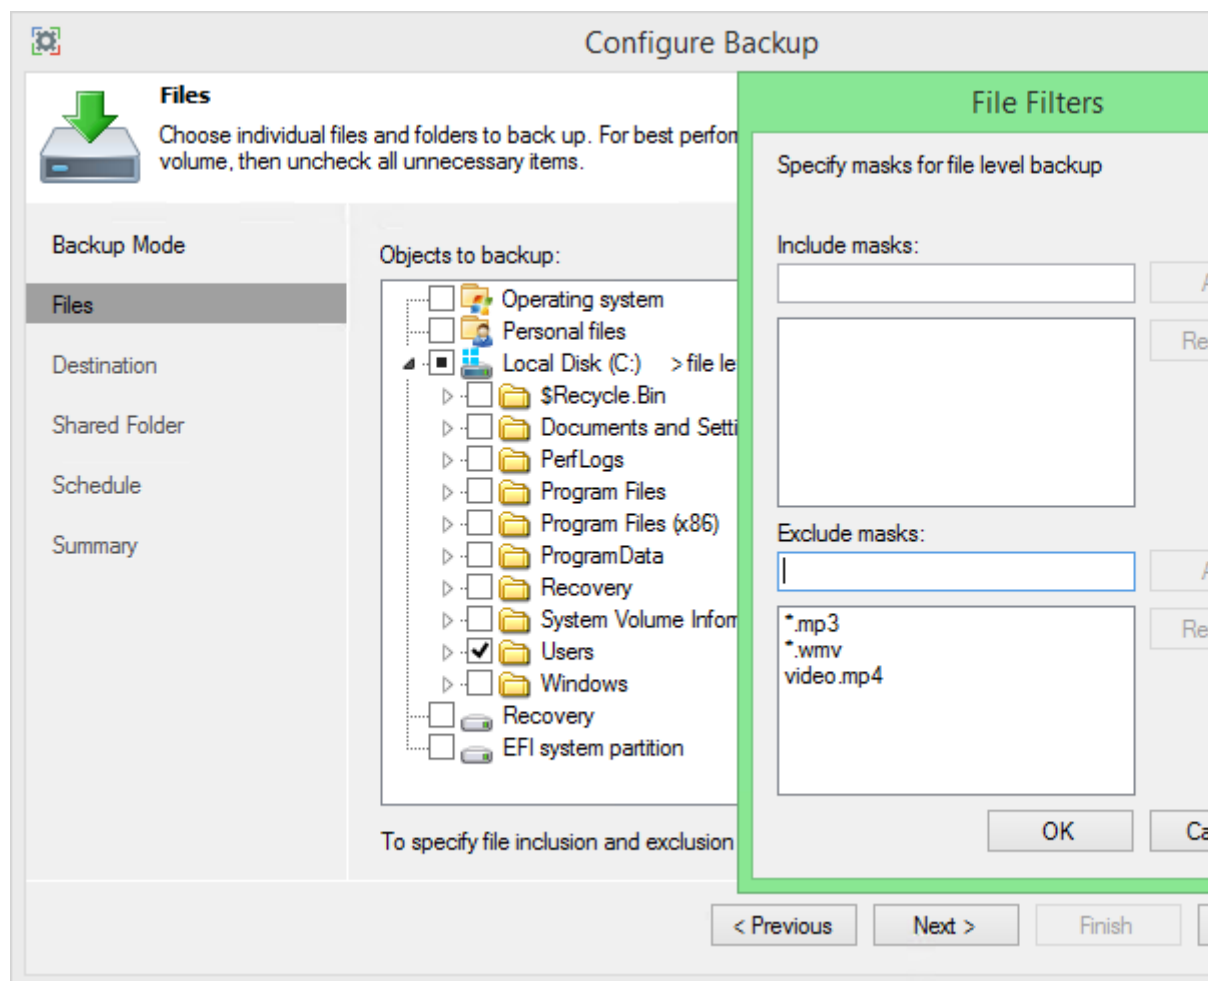 Configure Backup
Files
Choose individual files and folders to back up. For best
volume, then uncheck all unnecessary items.
Backup Mode
Files
Destination
Shared Folder
Schedule
Summary
Objects to backup:
Operating system
Personal files
Local Disk (C:) > file
$Recycle.Bin
Documents and
PerfLogs
Program Files
Program Files (x86)
ProgramData
Recovery
System Volume
Users
Windows
Recovery
EFI system partition
To specify file inclusion and exclusion
File Filters
Specify masks for file level backup
Include masks:
Exclude masks:
*.mp3
*.wmv
video.mp4
OK
< Previous
Next >
Finish